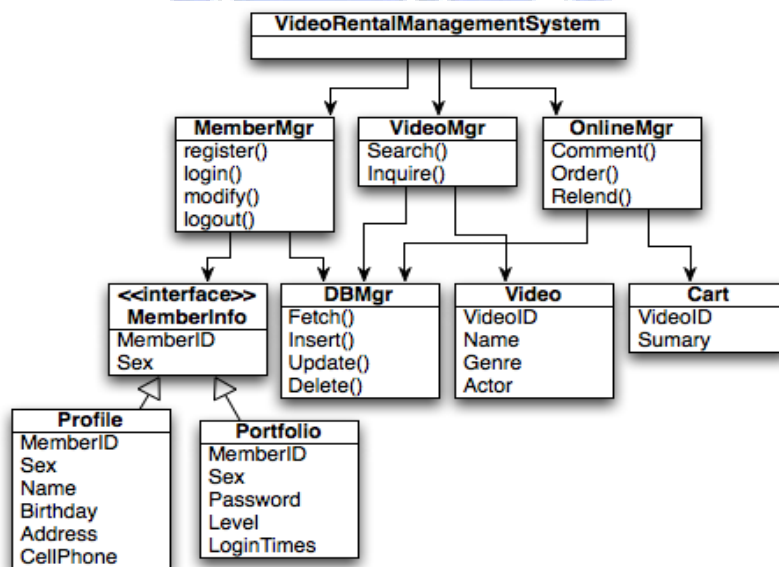 VideoRentalManagementSystem
MemberMgr
register()
login()
modify()
logout()
VideoMgr
Search()
Inquire()
OnlineMgr
Comment()
Order()
Relend()
<<interface>>
MemberInfo
MemberID
Sex
DBMgr
Fetch()
Insert()
Update()
Delete()
Video
VideoID
Name
Genre
Actor
Cart
VideoID
Sumary
Profile
MemberID
Sex
Name
Birthday
Address
CellPhone
Portfolio
MemberID
Sex
Password
Level
LoginTimes